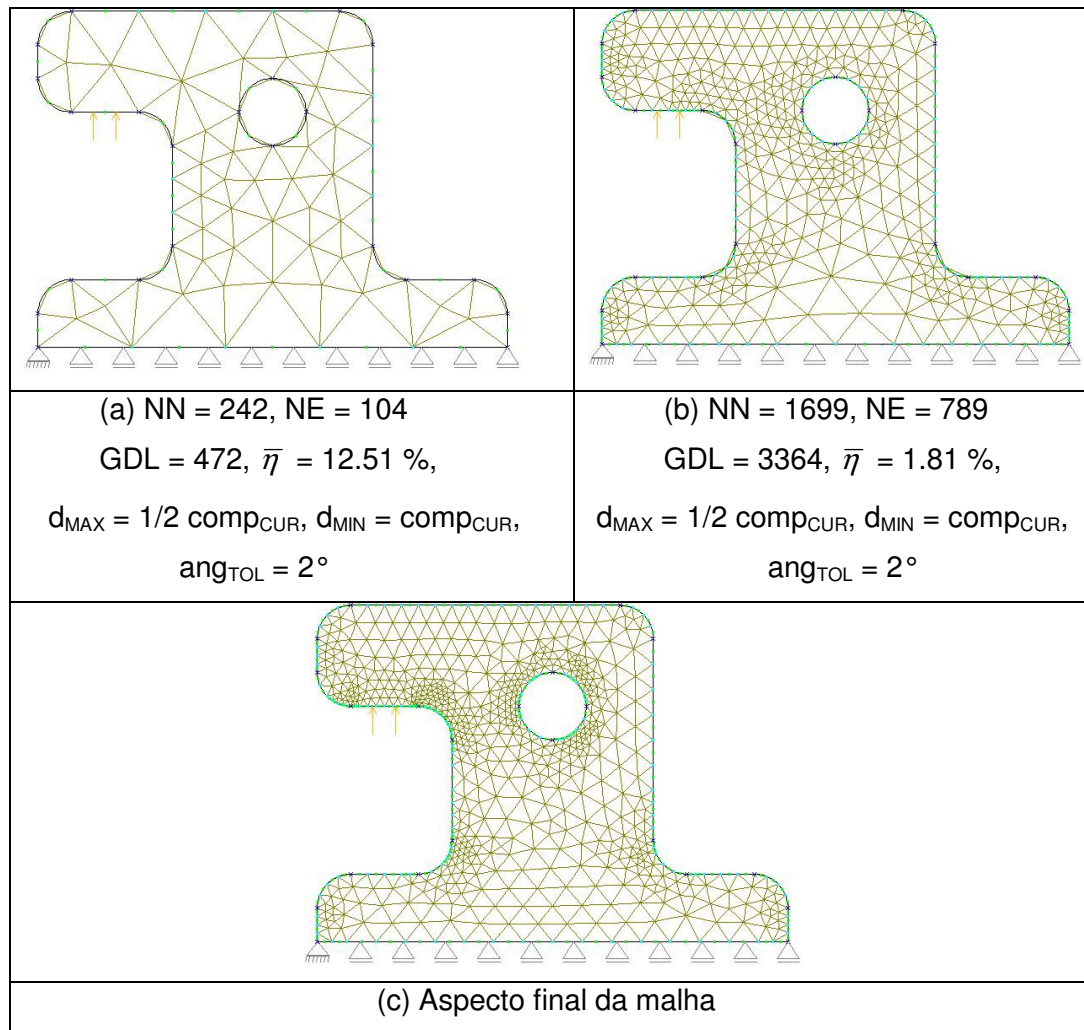 (a) NN = 242, NE = 104
GDL = 472, η̅ = 12.51 %,
dMAX = 1/2 compCUR, dMIN = compCUR,
angTOL = 2°
(b) NN = 1699, NE = 789
GDL = 3364, η̅ = 1.81 %,
dMAX = 1/2 compCUR, dMIN = compCUR,
angTOL = 2°
(c) Aspecto final da malha